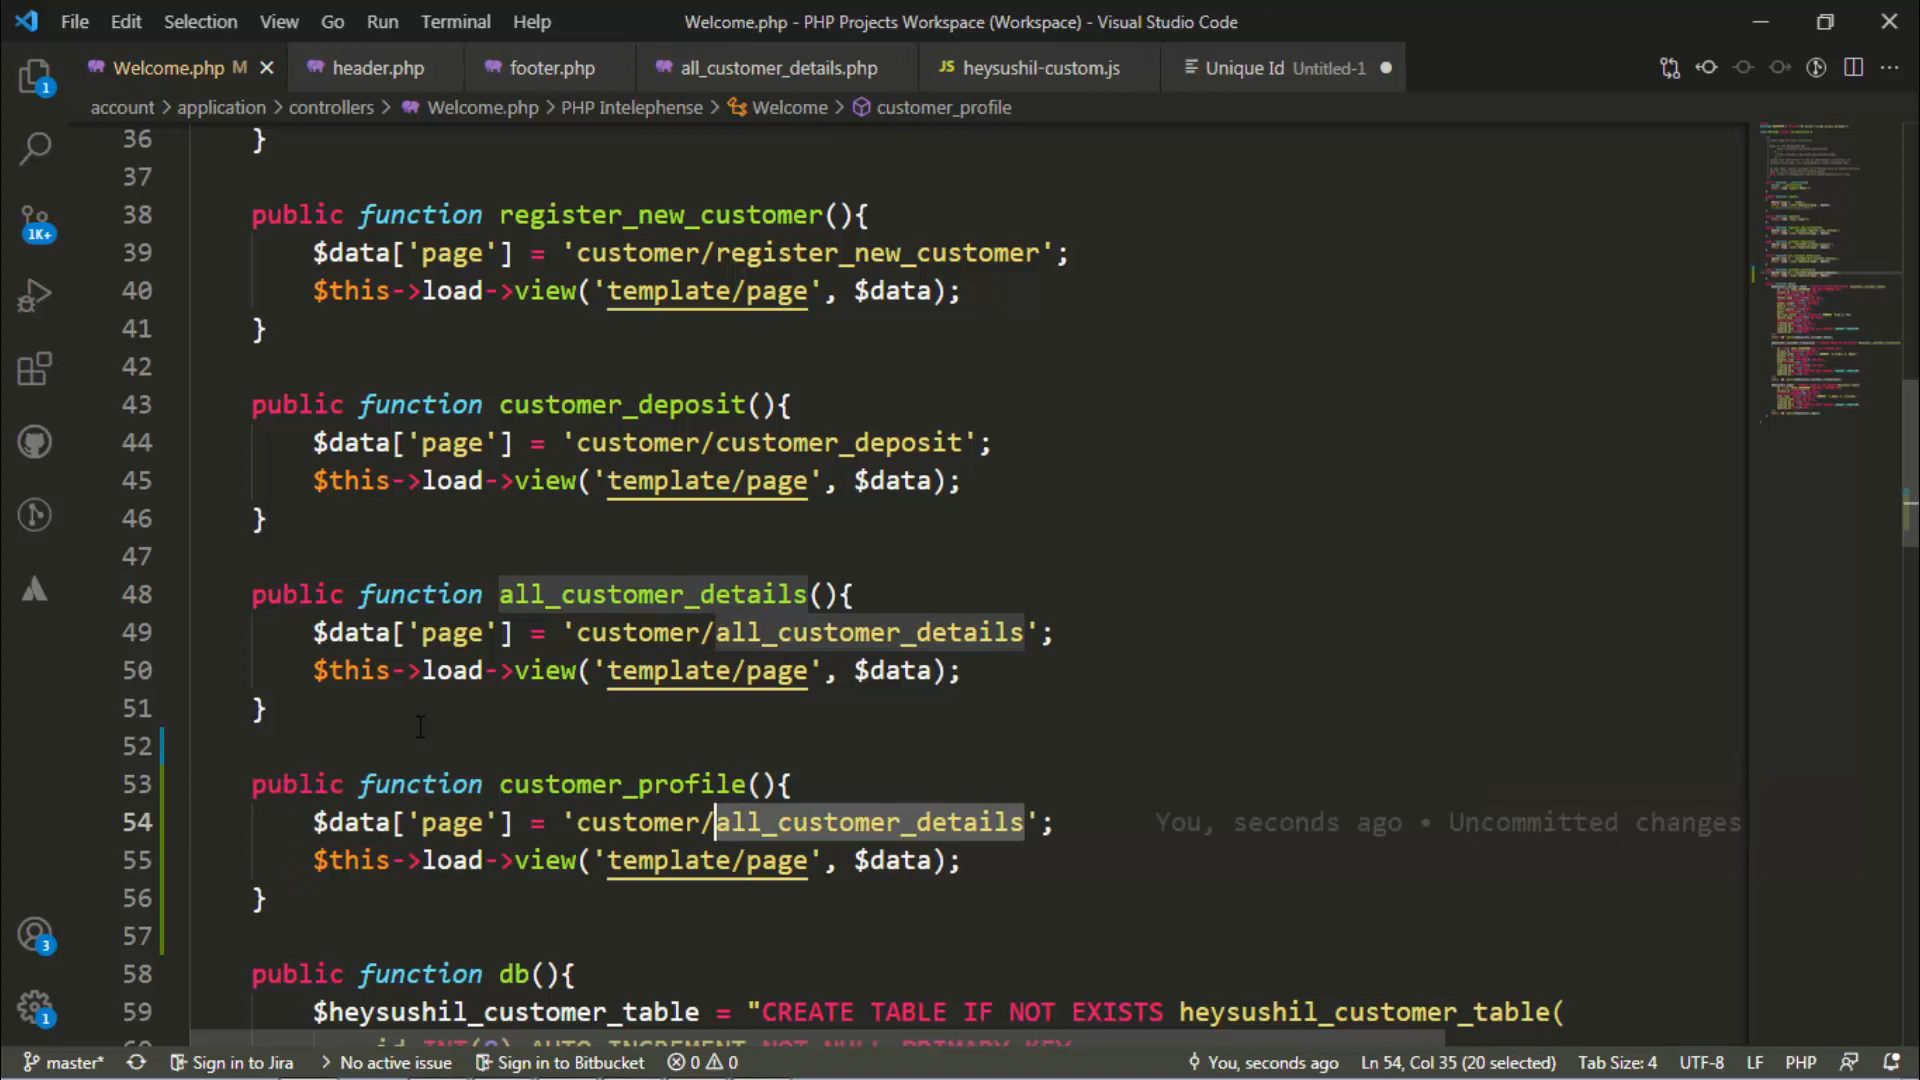 File Edit Selection View Go Run Terminal Help Welcome.php - PHP Projects Workspace (Workspace) - Visual Studio Code
Welcome.php M header.php footer.php all_customer_details.php JS heysushil-custom.js Unique Id Untitled-1
account > application > controllers > Welcome.php > PHP Intelephense > Welcome > customer_profile
36 }
37
38 public function register_new_customer(){
39 $data['page'] = 'customer/register_new_customer';
40 $this->load->view('template/page', $data);
41 }
42
43 public function customer_deposit(){
44 $data['page'] = 'customer/customer_deposit';
45 $this->load->view('template/page', $data);
46 }
47
48 public function all_customer_details(){
49 $data['page'] = 'customer/all_customer_details';
50 $this->load->view('template/page', $data);
51 }
52
53 public function customer_profile(){
54 $data['page'] = 'customer/all_customer_details'; You, seconds ago • Uncommitted changes
55 $this->load->view('template/page', $data);
56 }
57
58 public function db(){
59 $heysushil_customer_table = "CREATE TABLE IF NOT EXISTS heysushil_customer_table(
1
1K+
3
1
master* Sign in to Jira > No active issue Sign in to Bitbucket 0 0 You, seconds ago Ln 54, Col 35 (20 selected) Tab Size: 4 UTF-8 LF PHP